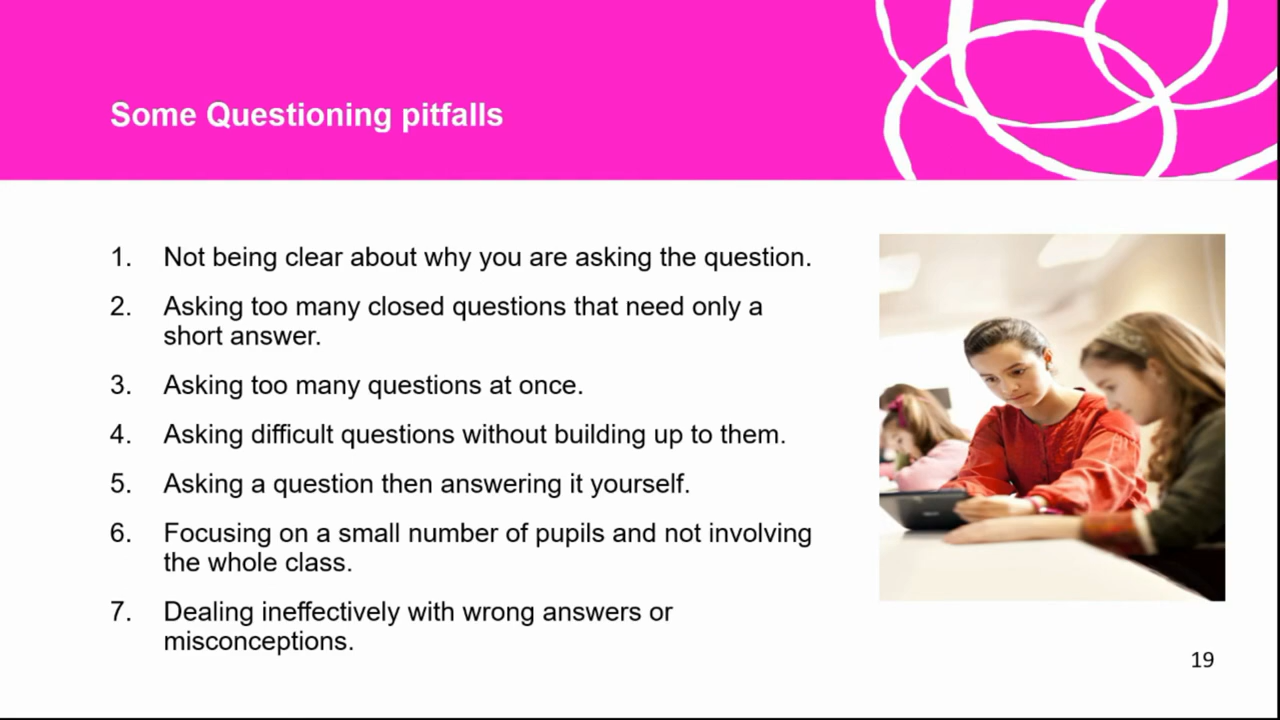 Some Questioning pitfalls
1. Not being clear about why you are asking the question.
2. Asking too many closed questions that need only a
short answer.
3. Asking too many questions at once.
4. Asking difficult questions without building up to them.
5. Asking a question then answering it yourself.
6. Focusing on a small number of pupils and not involving
the whole class.
7. Dealing ineffectively with wrong answers or
misconceptions.
19